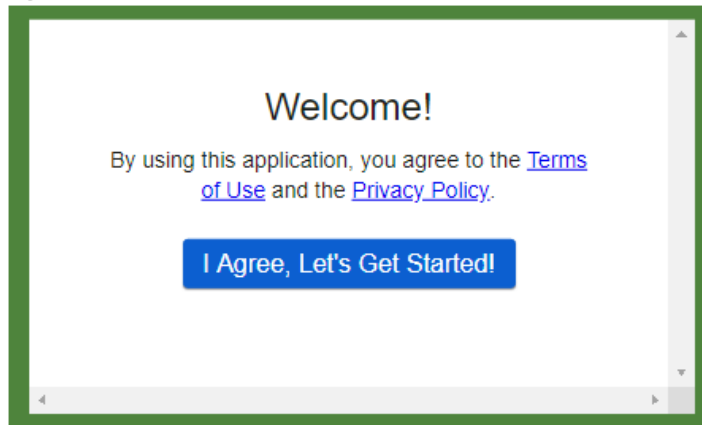 Welcome!
By using this application, you agree to the Terms
of Use and the Privacy Policy.
I Agree, Let's Get Started!